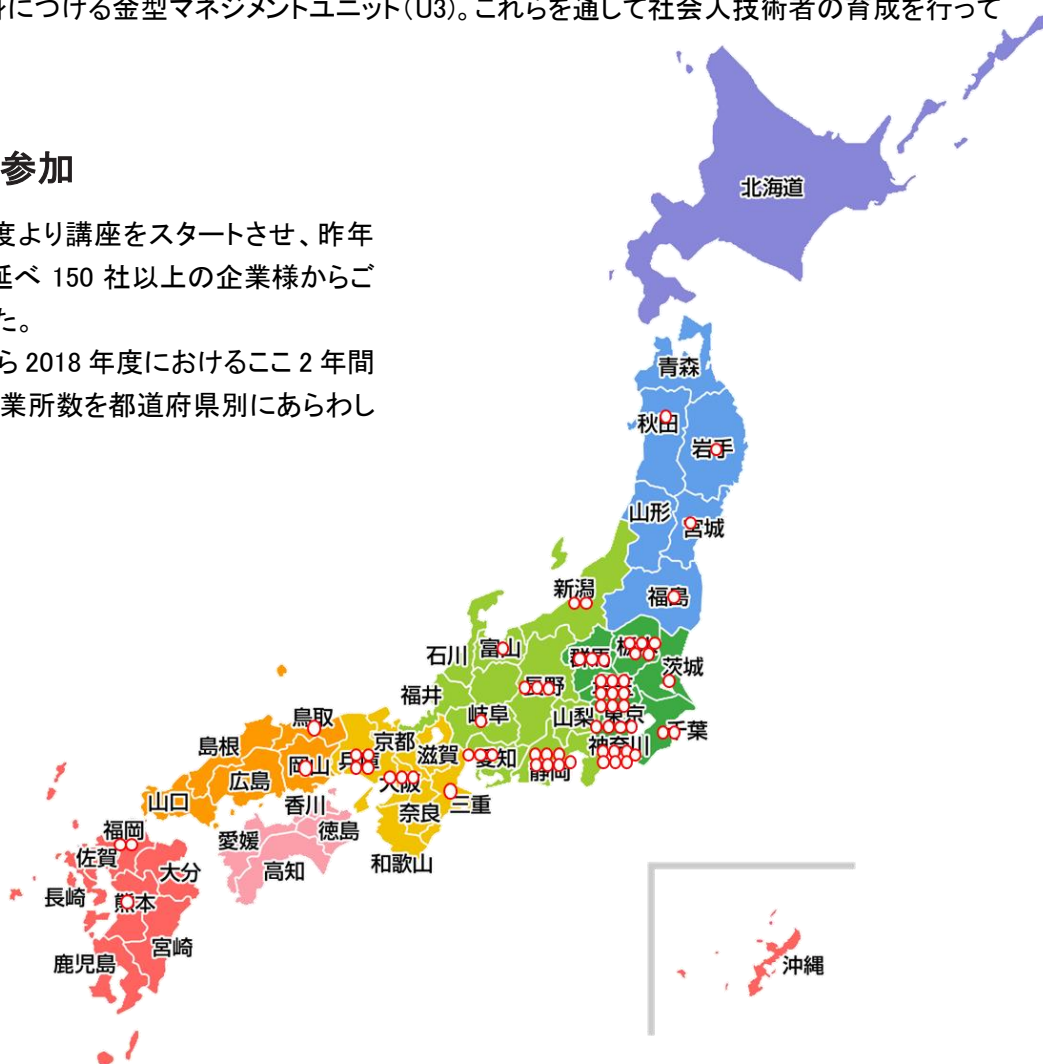 身につける金型マネジメントユニット(U3)。これらを通して社会人技術者の育成を行って
参加
度より講座をスタートさせ、昨年
延べ 150 社以上の企業様からご
た。
ら 2018 年度におけるここ 2 年間
業所数を都道府県別にあらわし
北海道
青森
秋田
岩手
山形
宮城
新潟
福島
石川
富山
群馬
栃木
茨城
福井
長野
岐阜
山梨
東京
千葉
神奈川
鳥取
島根
京都
滋賀
愛知
静岡
兵庫
岡山
広島
大阪
三重
山口
香川
奈良
福岡
愛媛
徳島
和歌山
佐賀
大分
高知
長崎
熊本
宮崎
鹿児島
沖縄